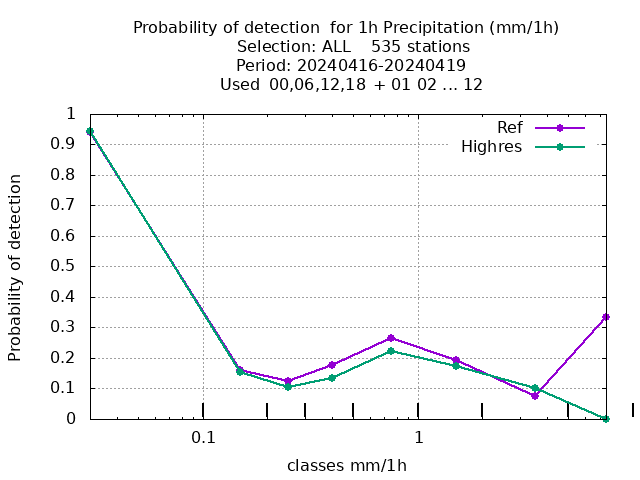 Probability of detection  for 1h Precipitation (mm/1h)
Selection: ALL    535 stations
Period: 20240416-20240419
Used  00,06,12,18  + 01 02 ... 12
Ref
Highres
1
0.9
0.8
0.7
0.6
0.5
0.4
0.3
0.2
0.1
0
Probability of detection
0.1
1
classes mm/1h